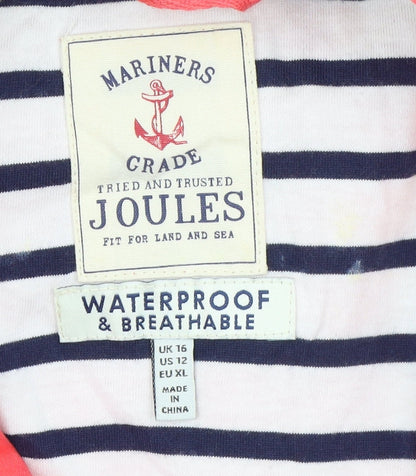 MARINERS
GRADE
TRIED AND TRUSTED
JOULES
FIT FOR LAND AND SEA
WATERPROOF
& BREATHABLE
UK 16
US 12
EU XL
MADE
IN
CHINA